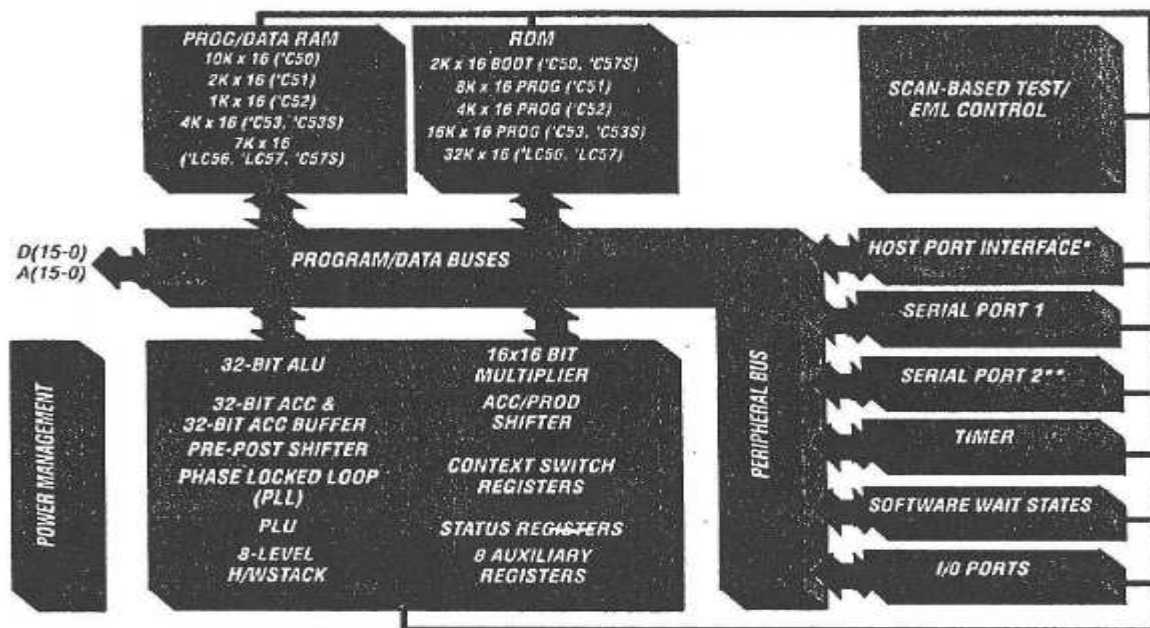 PROG/DATA RAM
10K x 16 ('C50)
2K x 16 ('C51)
1K x 16 ('C52)
4K x 16 ('C53, 'C53S)
7K x 16
('LC56, 'LC57, 'C57S)
ROM
2K x 16 BOOT ('C50, 'C57S)
8K x 16 PROG ('C51)
4K x 16 PROG ('C52)
16K x 16 PROG ('C53, 'C53S)
32K x 16 ('LC56, 'LC57)
SCAN-BASED TEST/
EML CONTROL
D(15-0)
A(15-0)
PROGRAM/DATA BUSES
HOST PORT INTERFACE*
SERIAL PORT 1
SERIAL PORT 2**
TIMER
SOFTWARE WAIT STATES
I/O PORTS
PERIPHERAL BUS
POWER MANAGEMENT
32-BIT ALU
32-BIT ACC &
32-BIT ACC BUFFER
PRE-POST SHIFTER
PHASE LOCKED LOOP
(PLL)
PLU
8-LEVEL
H/WSTACK
16x16 BIT
MULTIPLIER
ACC/PROD
SHIFTER
CONTEXT SWITCH
REGISTERS
STATUS REGISTERS
8 AUXILIARY
REGISTERS